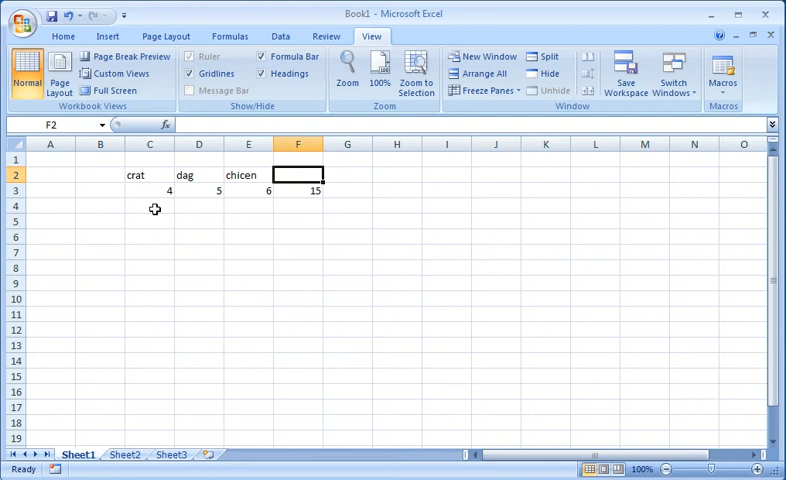 Book1 - Microsoft Excel
Home Insert Page Layout Formulas Data Review View
Normal
Page Layout
Page Break Preview
Custom Views
Full Screen
Workbook Views
Ruler
Gridlines
Message Bar
Formula Bar
Headings
Show/Hide
Zoom
100%
Zoom to Selection
Zoom
New Window
Arrange All
Freeze Panes
Split
Hide
Unhide
Window
Save Workspace
Switch Windows
Macros
Macros
F2 fx
A B C D E F G H I J K L M N O
1
2 crat dag chicen
3 4 5 6 15
4
5
6
7
8
9
10
11
12
13
14
15
16
17
18
19
Sheet1 Sheet2 Sheet3
Ready 100%